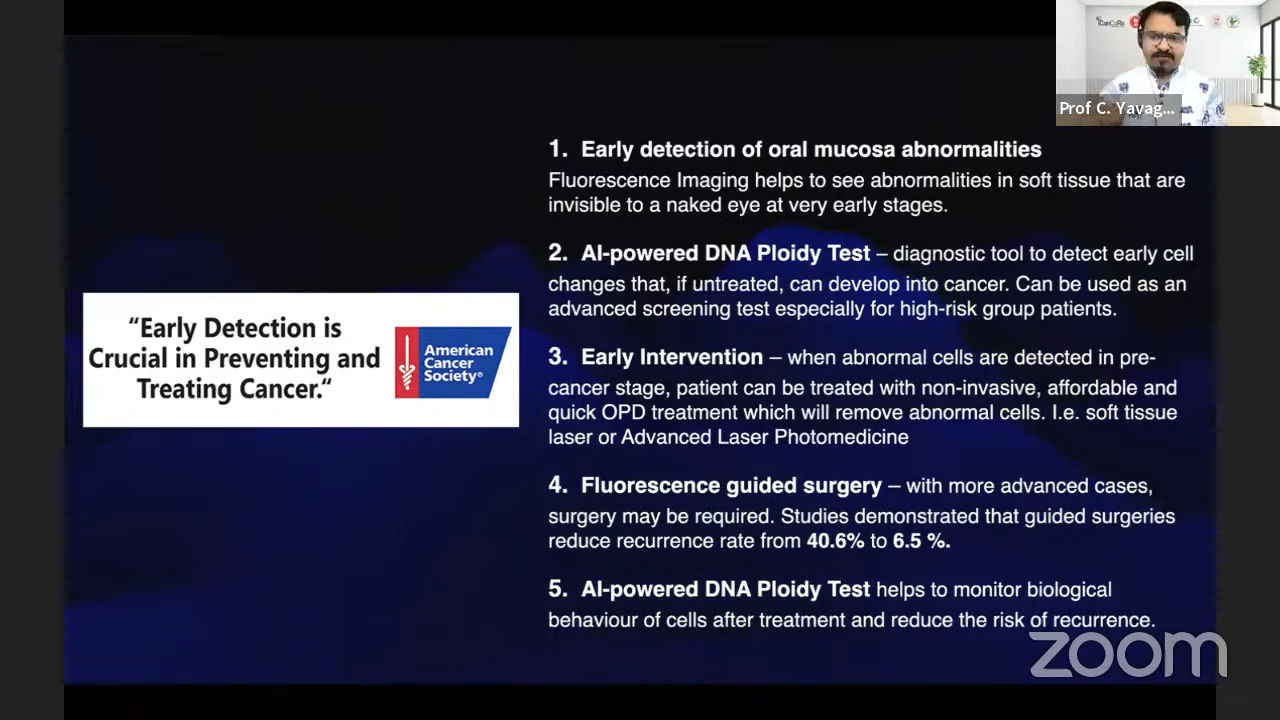 iCanCaRe
Prof C. Yavag...
1. Early detection of oral mucosa abnormalities
Fluorescence Imaging helps to see abnormalities in soft tissue that are
invisible to a naked eye at very early stages.
2. AI-powered DNA Ploidy Test – diagnostic tool to detect early cell
changes that, if untreated, can develop into cancer. Can be used as an
advanced screening test especially for high-risk group patients.
“Early Detection is
Crucial in Preventing and
Treating Cancer.“
American
Cancer
Society®
3. Early Intervention – when abnormal cells are detected in pre-
cancer stage, patient can be treated with non-invasive, affordable and
quick OPD treatment which will remove abnormal cells. I.e. soft tissue
laser or Advanced Laser Photomedicine
4. Fluorescence guided surgery – with more advanced cases,
surgery may be required. Studies demonstrated that guided surgeries
reduce recurrence rate from 40.6% to 6.5 %.
5. AI-powered DNA Ploidy Test helps to monitor biological
behaviour of cells after treatment and reduce the risk of recurrence.
zoom